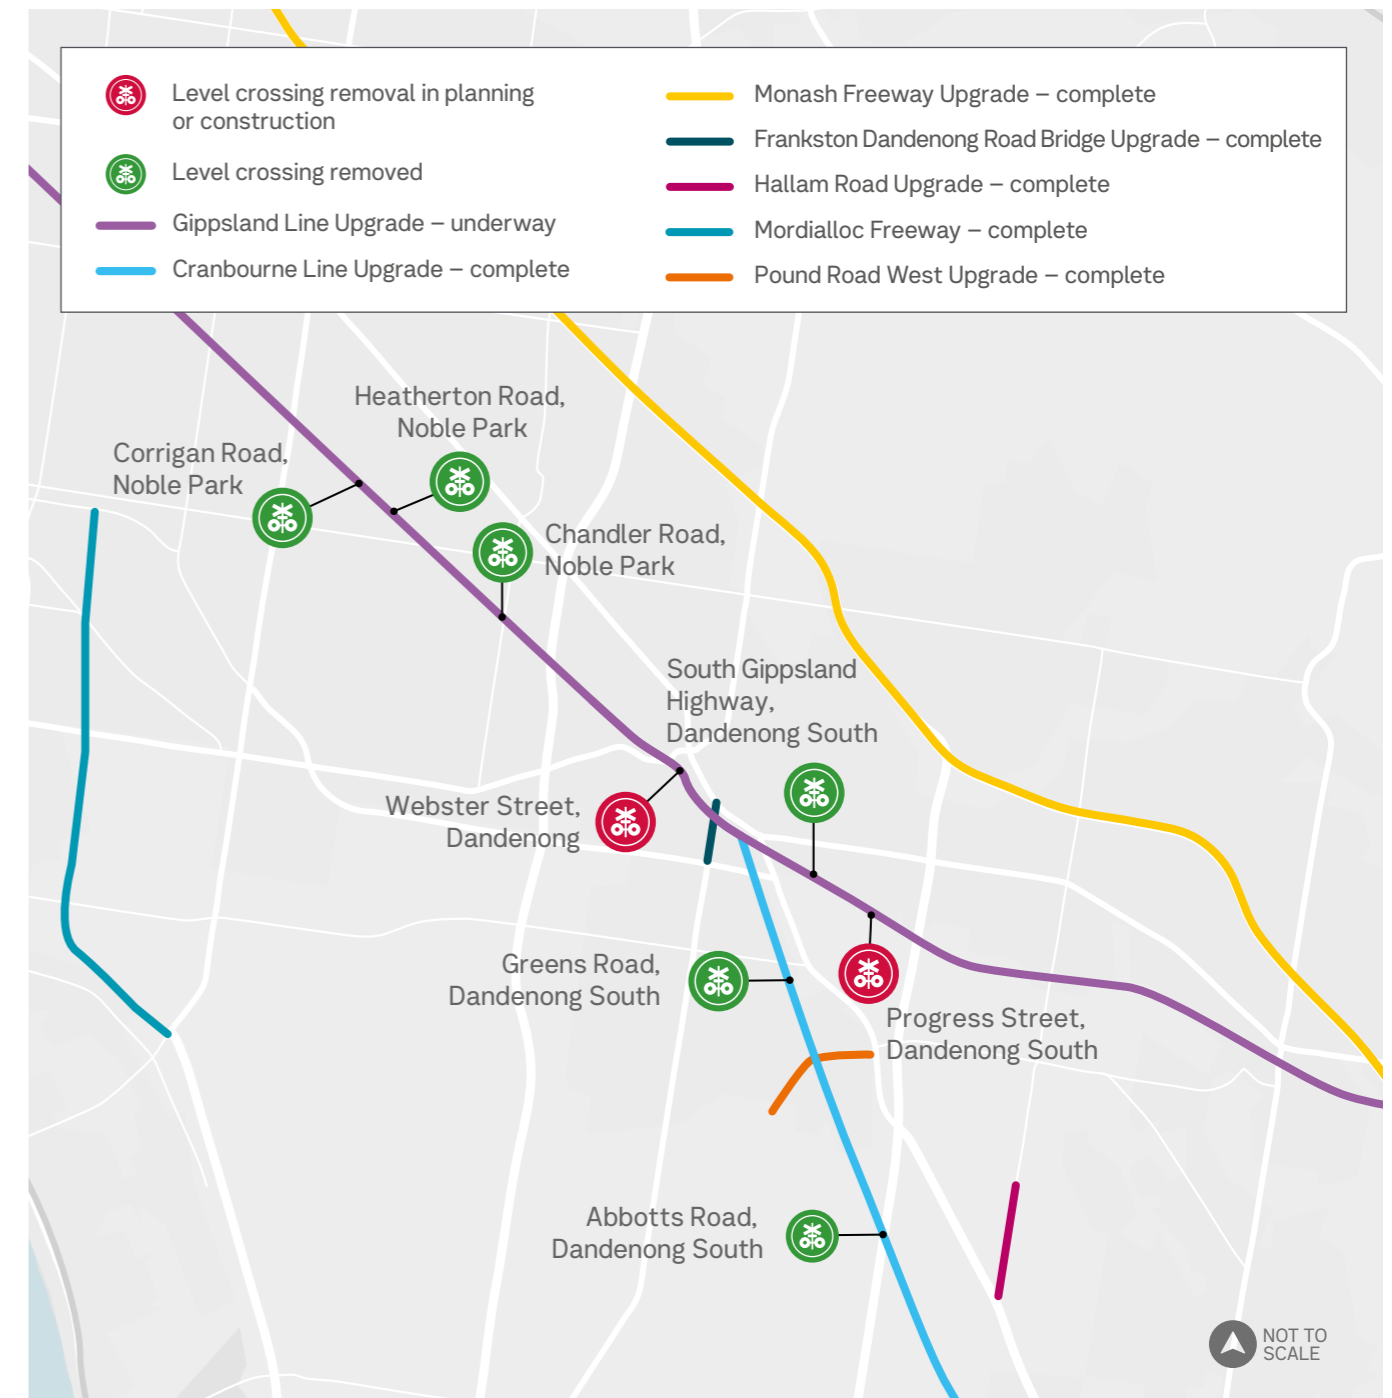 Level crossing removal in planning
or construction
Level crossing removed
Gippsland Line Upgrade – underway
Cranbourne Line Upgrade – complete
Monash Freeway Upgrade – complete
Frankston Dandenong Road Bridge Upgrade – complete
Hallam Road Upgrade – complete
Mordialloc Freeway – complete
Pound Road West Upgrade – complete
Heatherton Road,
Noble Park
Corrigan Road,
Noble Park
Chandler Road,
Noble Park
South Gippsland
Highway,
Dandenong South
Webster Street,
Dandenong
Greens Road,
Dandenong South
Progress Street,
Dandenong South
Abbotts Road,
Dandenong South
NOT TO
SCALE